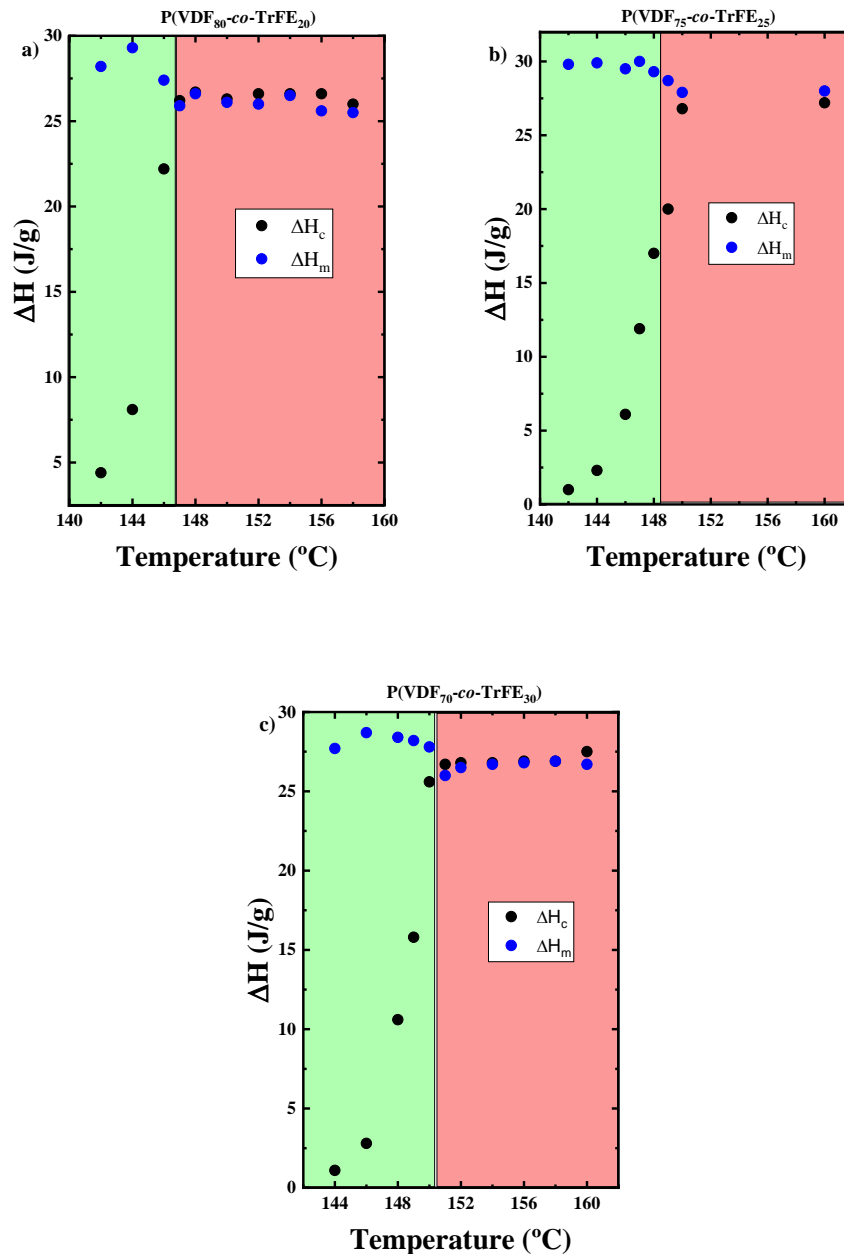 P(VDF80-co-TrFE20)
a)
30
25
20
15
10
5
ΔH (J/g)
ΔHc
ΔHm
140 144 148 152 156 160
Temperature (ºC)
P(VDF75-co-TrFE25)
b)
30
25
20
15
10
5
0
ΔH (J/g)
ΔHc
ΔHm
140 144 148 152 156 160
Temperature (ºC)
P(VDF70-co-TrFE30)
c)
30
25
20
15
10
5
0
ΔH (J/g)
ΔHc
ΔHm
144 148 152 156 160
Temperature (ºC)